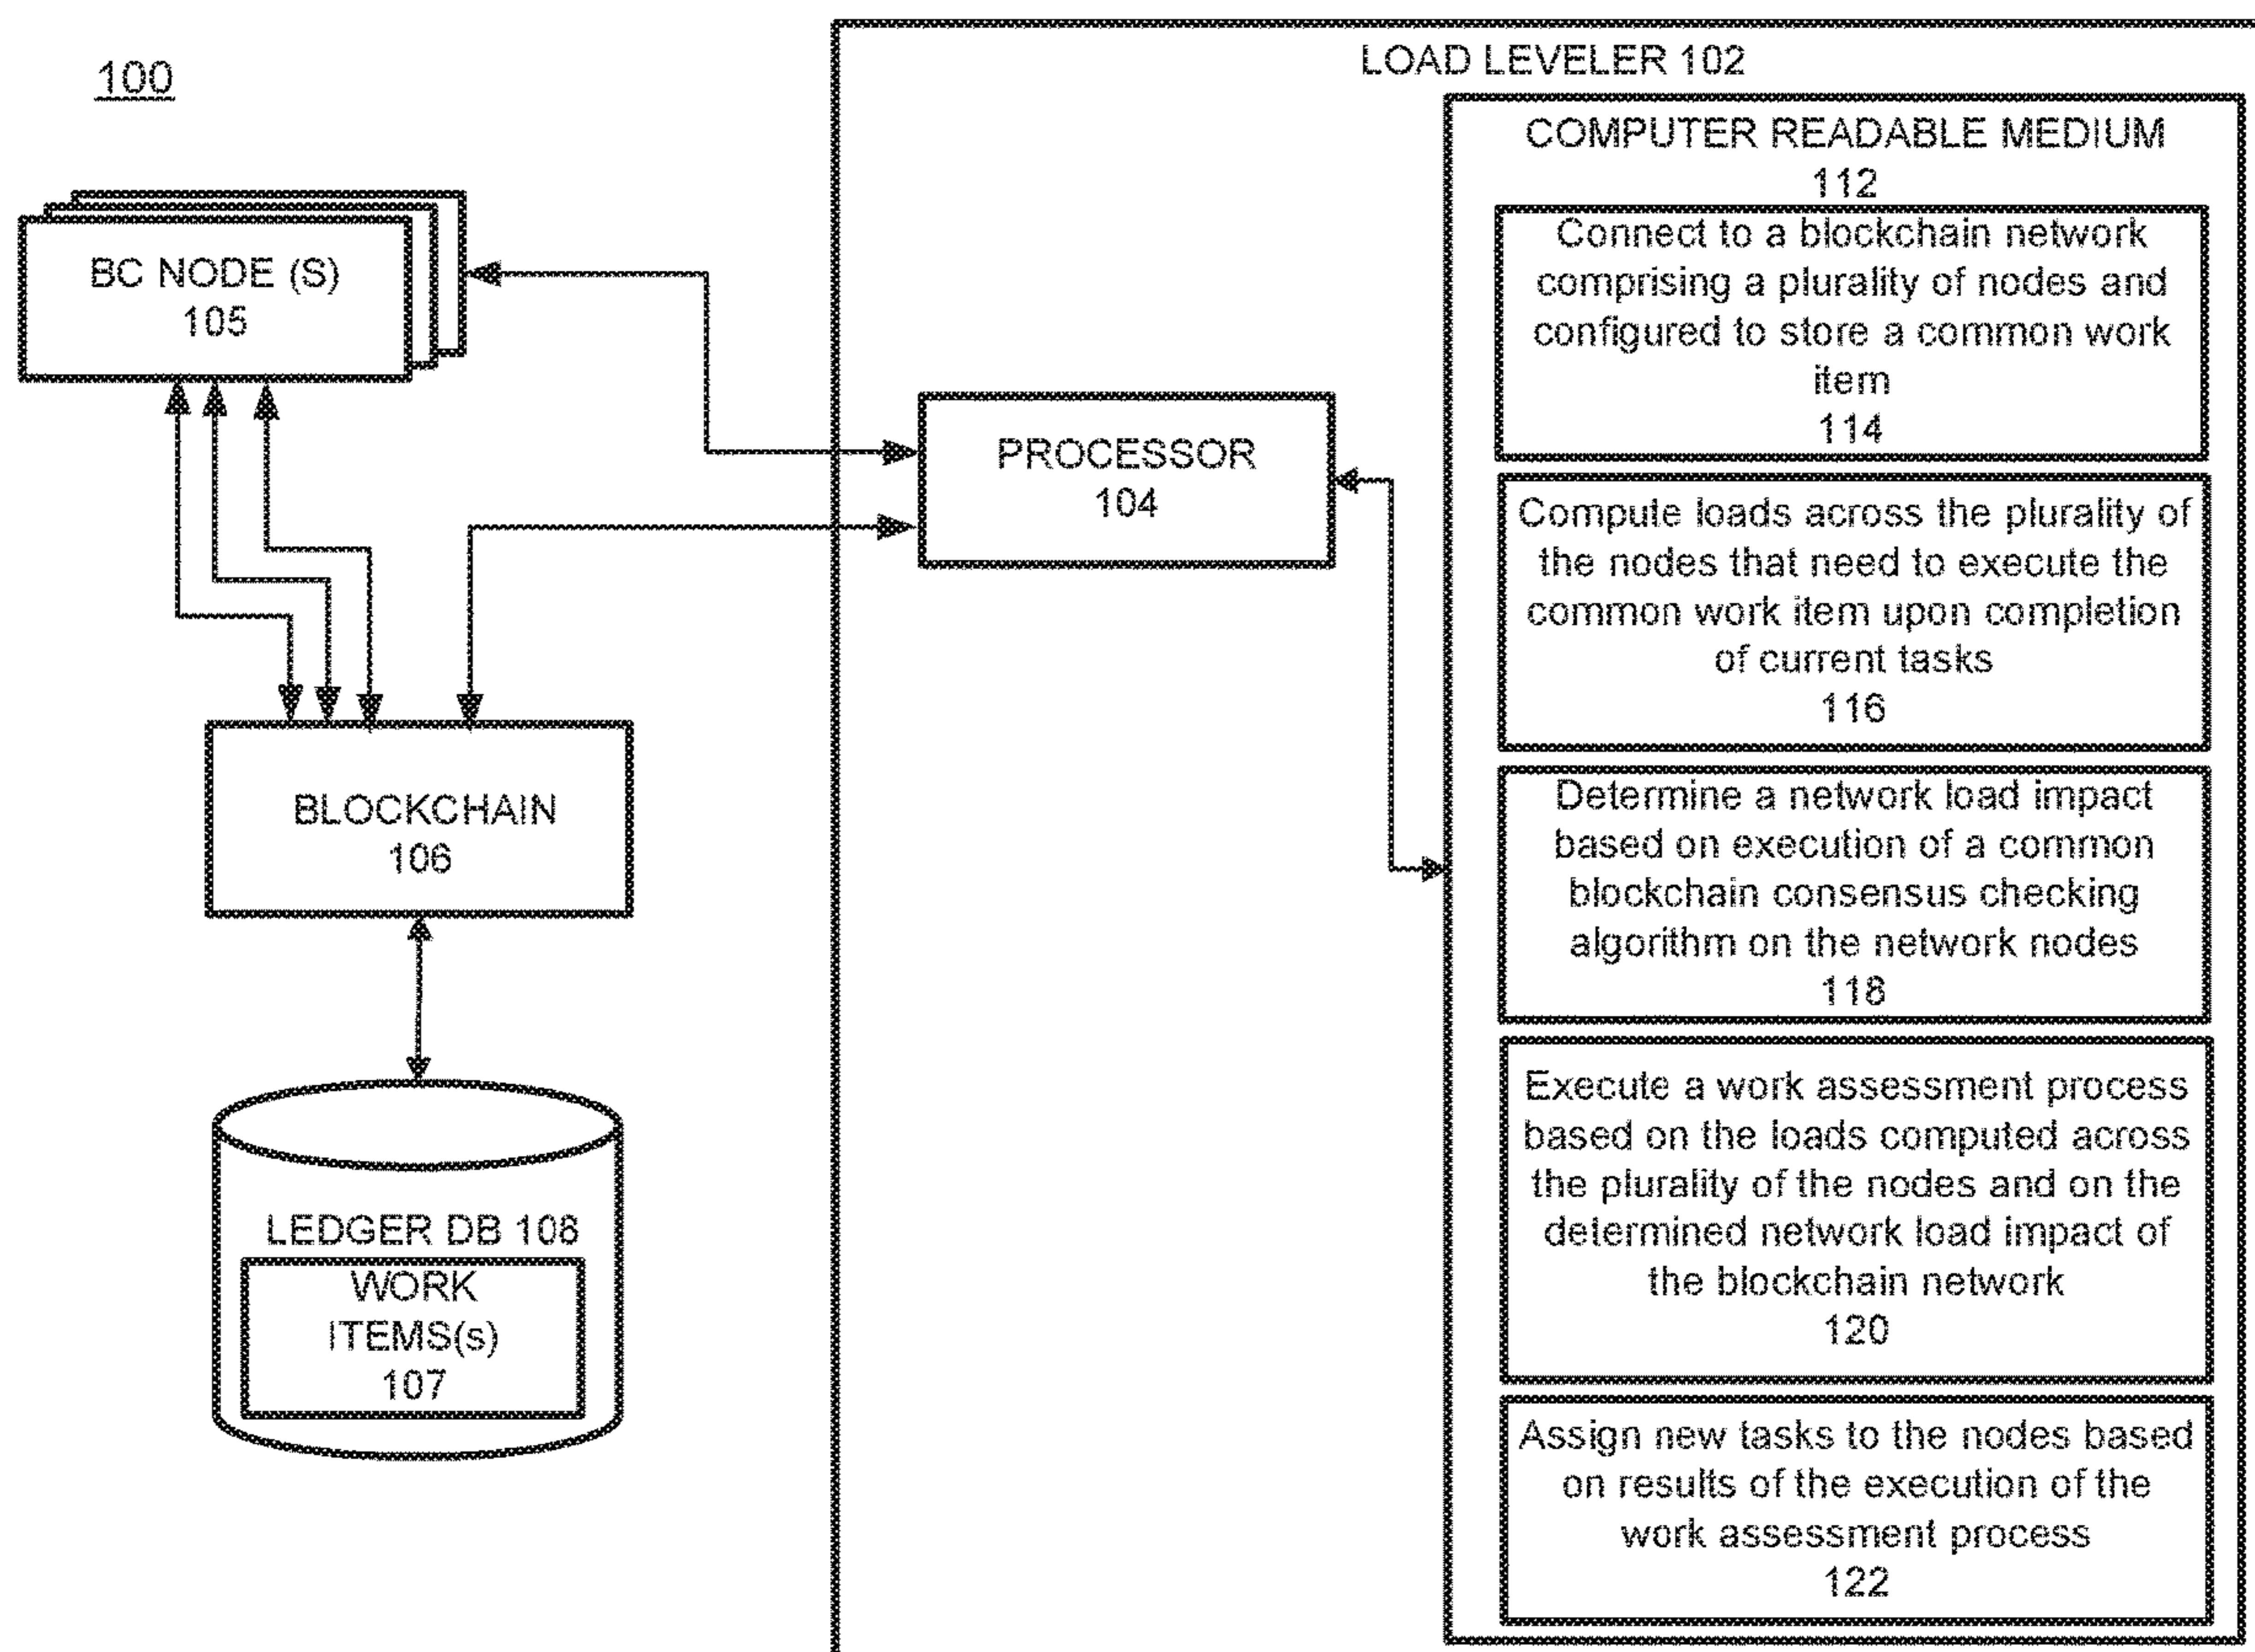 100
LOAD LEVELER 102
BC NODE (S)
105
PROCESSOR
104
BLOCKCHAIN
106
LEDGER DB 108
WORK
ITEMS(s)
107
COMPUTER READABLE MEDIUM
112
Connect to a blockchain network
comprising a plurality of nodes and
configured to store a common work
item
114
Compute loads across the plurality of
the nodes that need to execute the
common work item upon completion
of current tasks
116
Determine a network load impact
based on execution of a common
blockchain consensus checking
algorithm on the network nodes
118
Execute a work assessment process
based on the loads computed across
the plurality of the nodes and on the
determined network load impact of
the blockchain network
120
Assign new tasks to the nodes based
on results of the execution of the
work assessment process
122